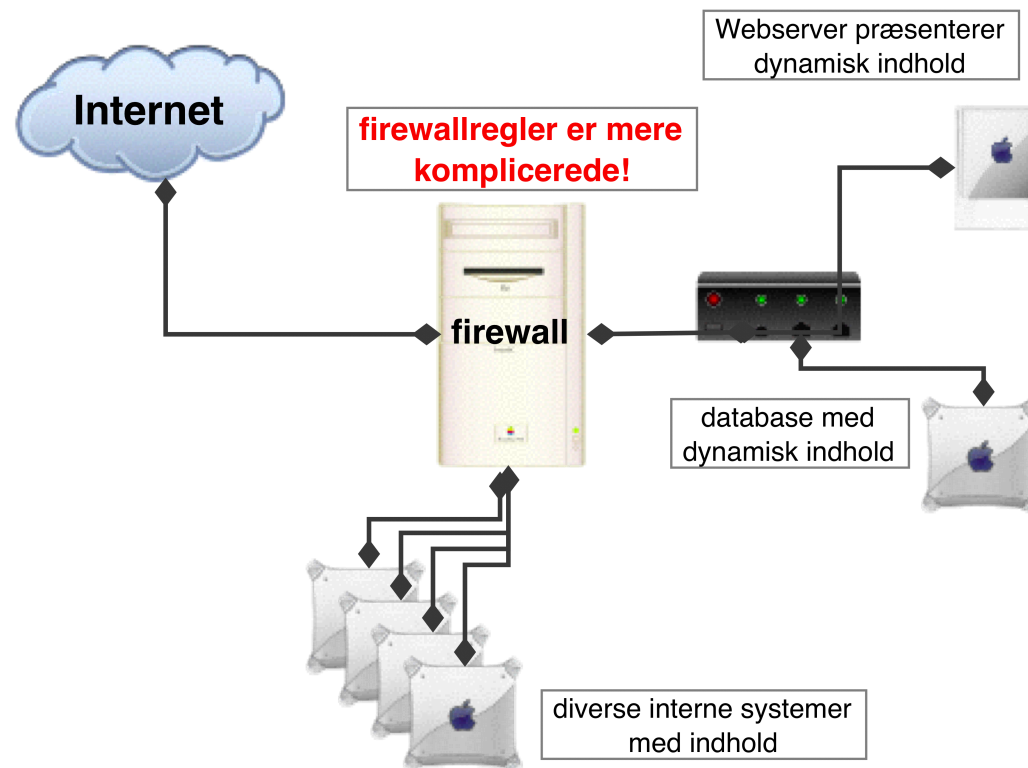 Webserver præsenterer
dynamisk indhold
Internet
firewallregler er mere
komplicerede!
firewall
database med
dynamisk indhold
diverse interne systemer
med indhold